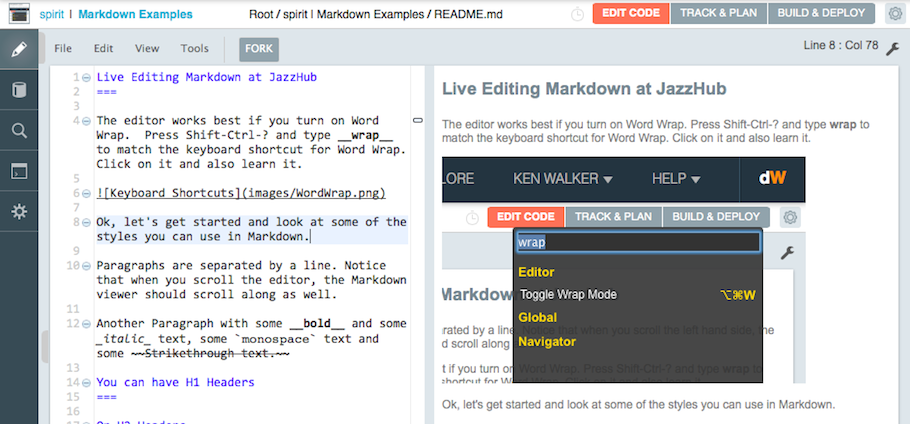 spirit | Markdown Examples
Root / spirit | Markdown Examples / README.md
EDIT CODE
TRACK & PLAN
BUILD & DEPLOY
File
Edit
View
Tools
FORK
Line 8 : Col 78
1 Live Editing Markdown at JazzHub
2 ===
3
4 The editor works best if you turn on Word
Wrap.  Press Shift-Ctrl-? and type __wrap__
to match the keyboard shortcut for Word Wrap.
Click on it and also learn it.
5
6 ![Keyboard Shortcuts](images/WordWrap.png)
7
8 Ok, let's get started and look at some of the
styles you can use in Markdown.
9
10 Paragraphs are separated by a line. Notice
that when you scroll the editor, the Markdown
viewer should scroll along as well.
11
12 Another Paragraph with some __bold__ and some
_italic_ text, some `monospace` text and
some ~~Strikethrough text.~~
13
14 You can have H1 Headers
15 ===
16
Live Editing Markdown at JazzHub
The editor works best if you turn on Word Wrap. Press Shift-Ctrl-? and type wrap to
match the keyboard shortcut for Word Wrap. Click on it and also learn it.
LORE
KEN WALKER
HELP
dW
EDIT CODE
TRACK & PLAN
BUILD & DEPLOY
wrap
Editor
Toggle Wrap Mode ⌥⌘W
Global
Navigator
Markdow
rated by a line. Notice that when you scroll the left hand side, the
d scroll along
t if you turn on Word Wrap. Press Shift-Ctrl-? and type wrap to
Ok, let's get started and look at some of the styles you can use in Markdown.